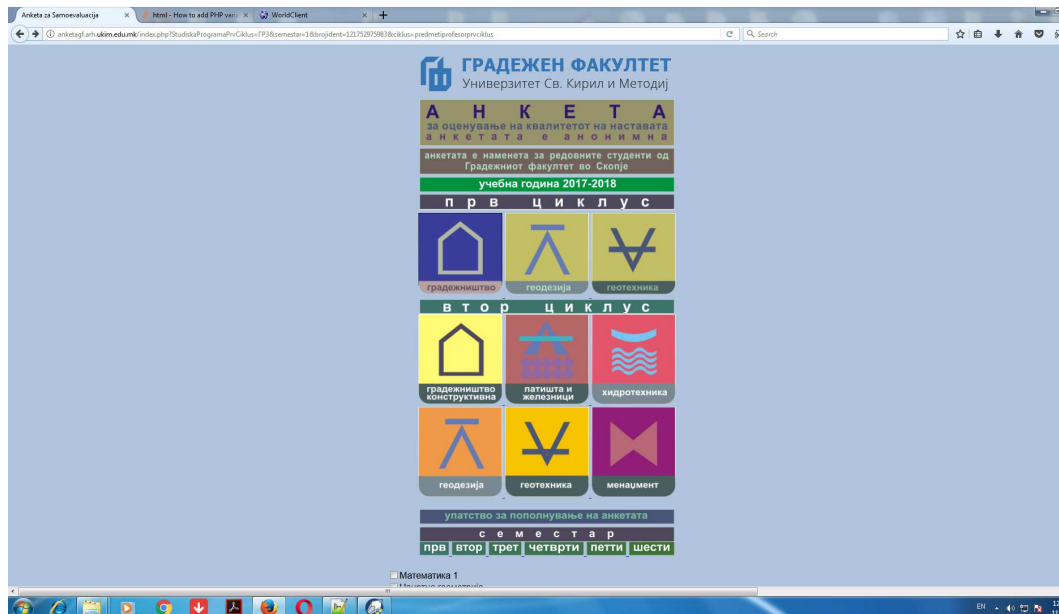 Anketa za Samoevaluacija
html - How to add PHP vari
WorldClient
anketagf.arh.ukim.edu.mk/index.php?StudiskaProgramaPrvCiklus=ГР3&semestar=1&brojident=1217529759838&ciklus=predmetiprofesorprvciklus
Search
ГРАДЕЖЕН ФАКУЛТЕТ
Универзитет Св. Кирил и Методиј
А Н К Е Т А
за оценување на квалитетот на наставата
а н к е т а т а е а н о н и м н а
анкетата е наменета за редовните студенти од
Градежниот факултет во Скопје
учебна година 2017-2018
п р в ц и к л у с
градежништво
геодезија
геотехника
в т о р ц и к л у с
градежништво
конструктивна
патишта и
железници
хидротехника
геодезија
геотехника
менаџмент
упатство за пополнување на анкетата
с е м е с т а р
прв втор трет четврти петти шести
Математика 1
EN